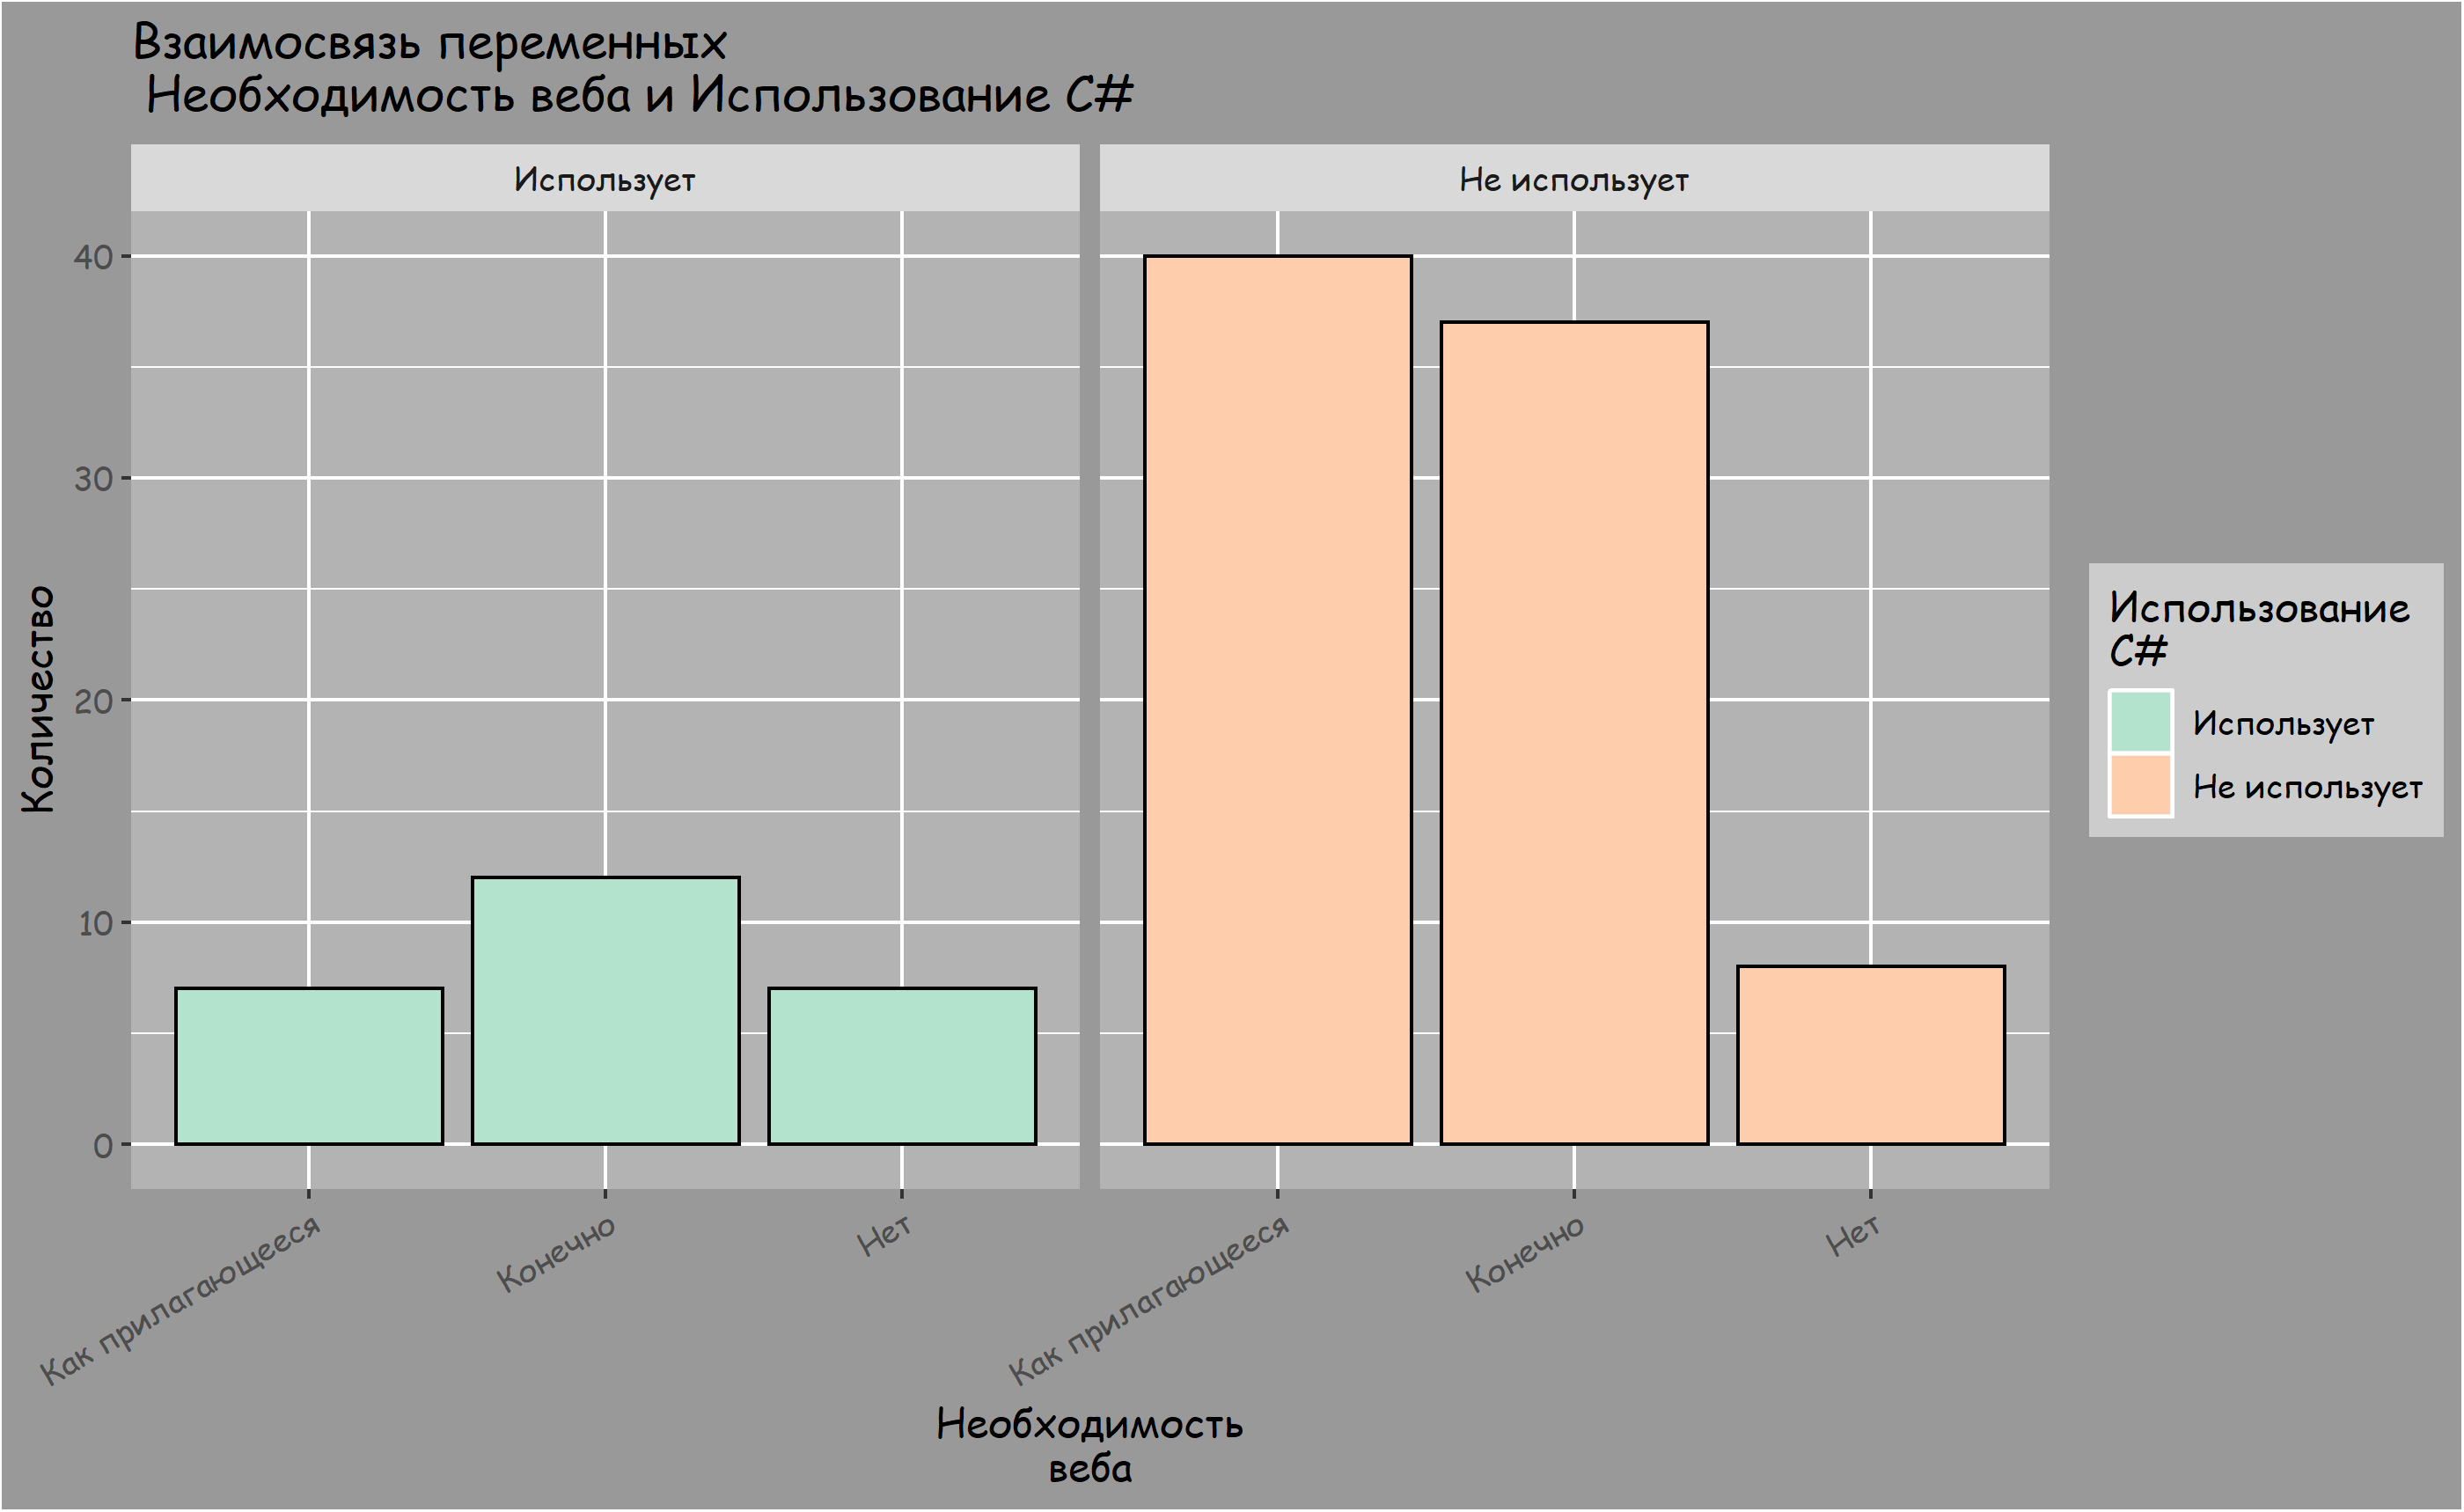 Взаимосвязь переменных
Необходимость веба и Использование C#
Использует
Не использует
40
30
20
10
0
Количество
Как прилагающееся
Конечно
Нет
Как прилагающееся
Конечно
Нет
Необходимость
веба
Использование
C#
Использует
Не использует